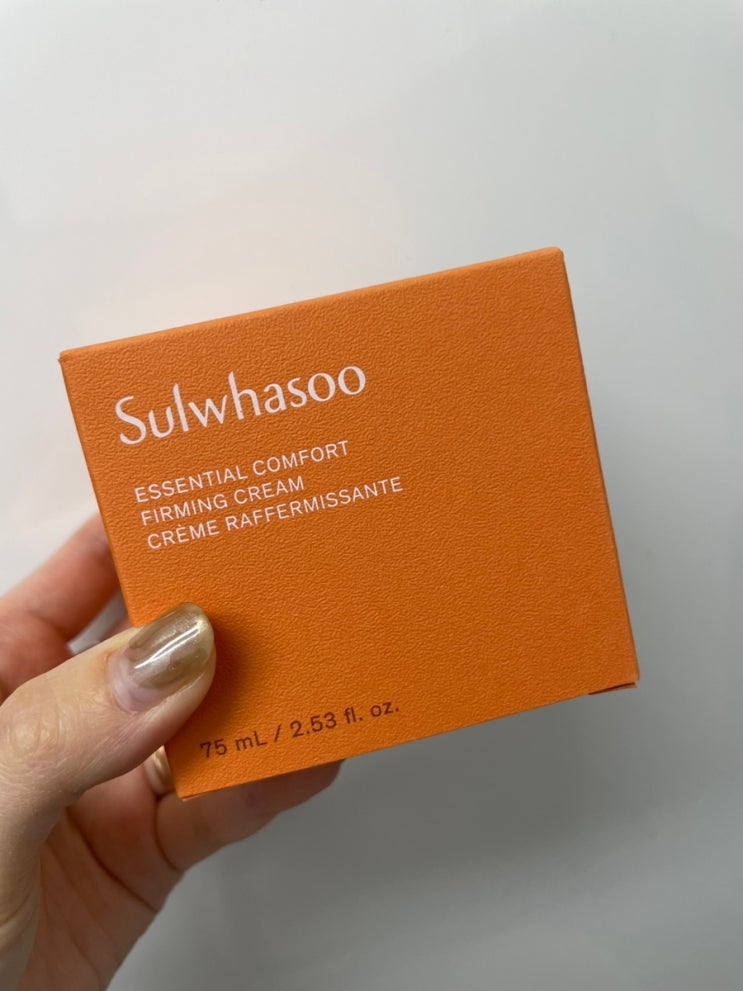 Sulwhasoo
ESSENTIAL COMFORT
FIRMING CREAM
CRÈME RAFFERMISSANTE
75 mL / 2.53 fl. oz.